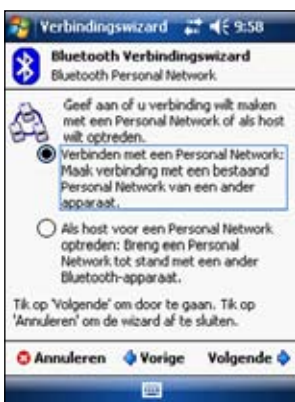 Verbindingswizard 9:58
Bluetooth Verbindingswizard
Bluetooth Personal Network
Geef aan of u verbinding wilt maken
met een Personal Network of als host
wilt optreden.
Verbinden met een Personal Network:
Maak verbinding met een bestaand
Personal Network van een ander
apparaat.
Als host voor een Personal Network
optreden: Breng een Personal
Network tot stand met een ander
Bluetooth-apparaat.
Tik op 'Volgende' om door te gaan. Tik op
'Annuleren' om de wizard af te sluiten.
Annuleren Vorige Volgende